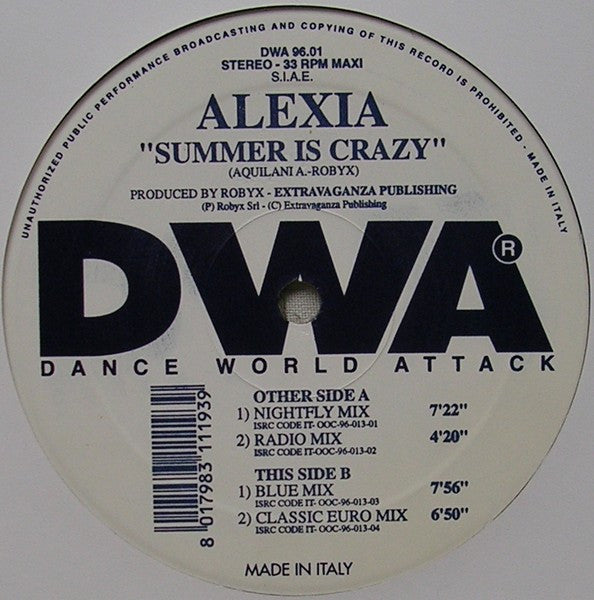 UNAUTHORIZED PUBLIC PERFORMANCE BROADCASTING AND COPYING OF THIS RECORD IS PROHIBITED - MADE IN ITALY
DWA 96.01
STEREO - 33 RPM MAXI
S.I.A.E.
ALEXIA
"SUMMER IS CRAZY"
(AQUILANI A.-ROBYX)
PRODUCED BY ROBYX - EXTRAVAGANZA PUBLISHING
(P) Robyx Srl - (C) Extravaganza Publishing
DWA®
DANCE WORLD ATTACK
OTHER SIDE A
1) NIGHTFLY MIX 7'22"
ISRC CODE IT- OOC-96-013-01
2) RADIO MIX 4'20"
ISRC CODE IT-OOC-96-013-02
THIS SIDE B
1) BLUE MIX 7'56"
ISRC CODE IT- OOC-96-013-03
2) CLASSIC EURO MIX 6'50"
ISRC CODE IT- OOC-96-013-04
8 017983 111939
MADE IN ITALY